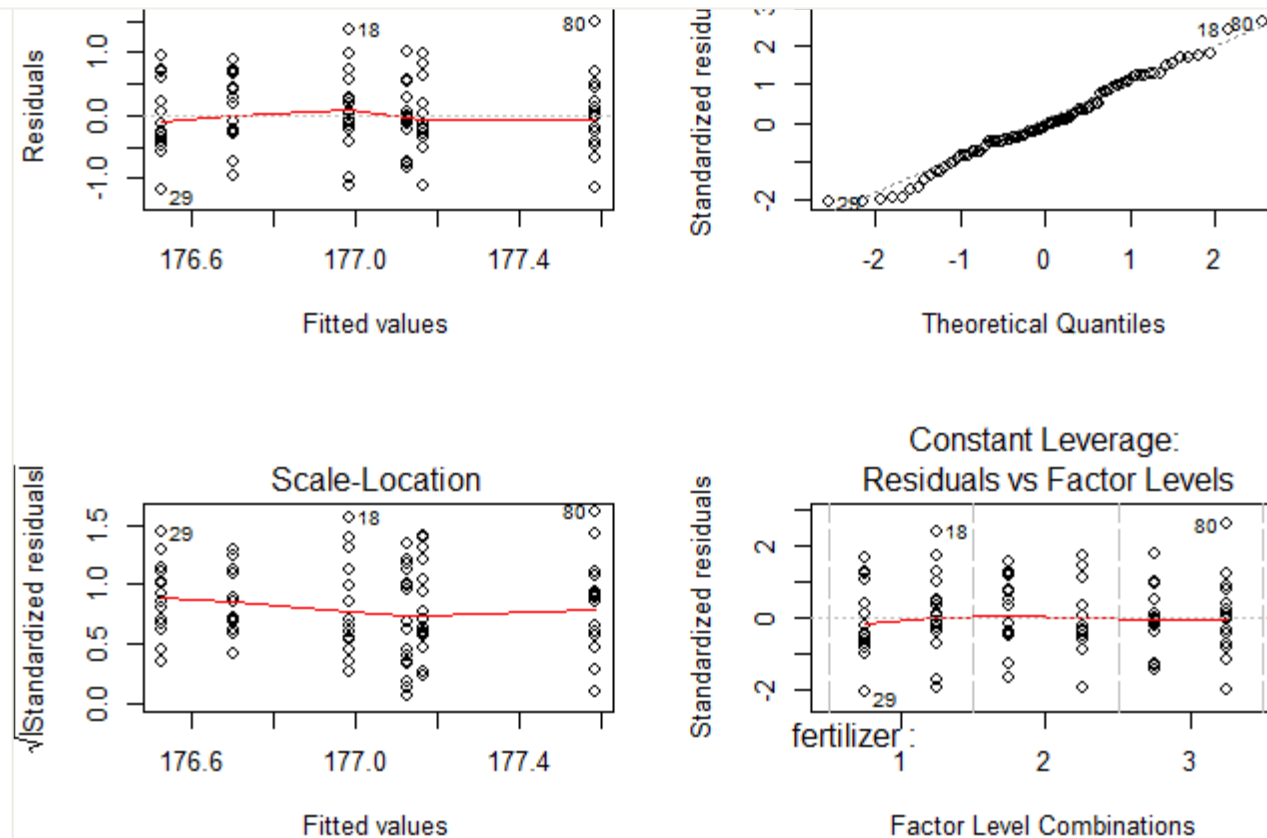 Residuals
1.0
0.0
-1.0
18
80
29
176.6 177.0 177.4
Fitted values
Standardized residu
2
1
0
-2
18
80
29
-2 -1 0 1 2
Theoretical Quantiles
Scale-Location
√|Standardized residuals|
1.5
1.0
0.5
0.0
29
18
80
176.6 177.0 177.4
Fitted values
Constant Leverage:
Residuals vs Factor Levels
Standardized residuals
2
0
-2
18
80
29
fertilizer :
1 2 3
Factor Level Combinations